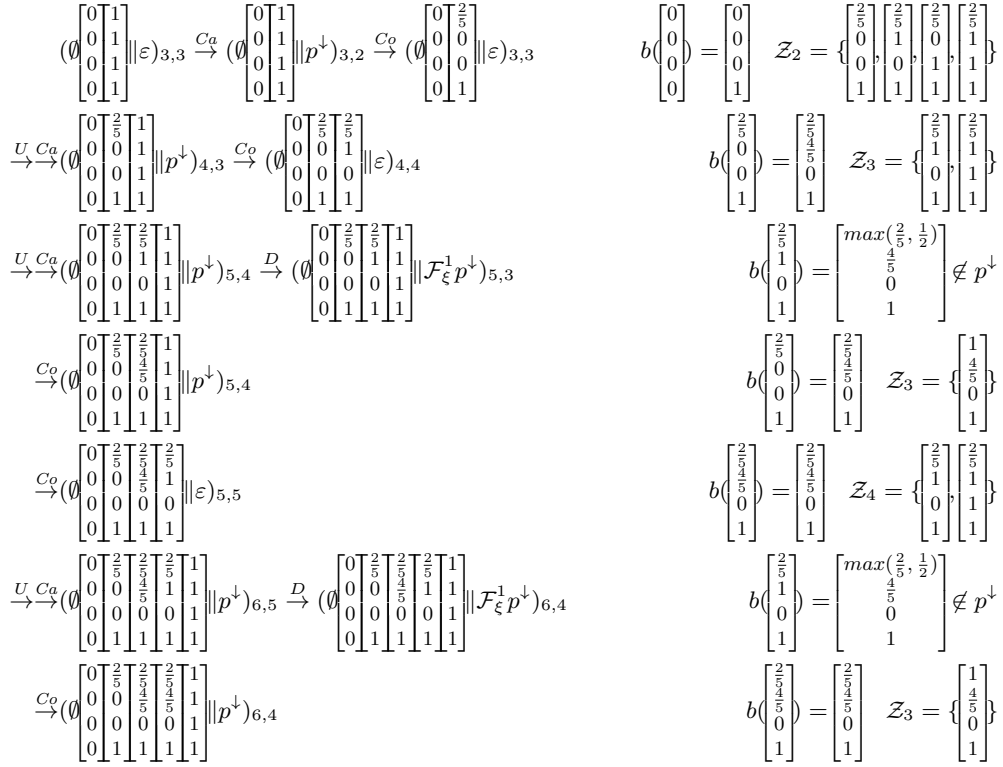 (∅[0 0 0 0][1 1 1 1]‖ε)₃,₃ →^{Ca} (∅[0 0 0 0][1 1 1 1]‖p↓)₃,₂ →^{Co} (∅[0 0 0 0][2/5 0 0 1]‖ε)₃,₃ b([0 0 0 0]) = [0 0 0 1] 𝒵₂ = {[2/5 0 0 1],[2/5 1 0 1],[2/5 0 1 1],[2/5 1 1 1]}
→^{U}→^{Ca} (∅[0 0 0 0][2/5 0 0 1][1 1 1 1]‖p↓)₄,₃ →^{Co} (∅[0 0 0 0][2/5 0 0 1][2/5 1 0 1]‖ε)₄,₄ b([2/5 0 0 1]) = [2/5 4/5 0 1] 𝒵₃ = {[2/5 1 0 1],[2/5 1 1 1]}
→^{U}→^{Ca} (∅[0 0 0 0][2/5 0 0 1][2/5 1 0 1][1 1 1 1]‖p↓)₅,₄ →^{D} (∅[0 0 0 0][2/5 0 0 1][2/5 1 0 1][1 1 1 1]‖ℱ¹_ξ p↓)₅,₃ b([2/5 1 0 1]) = [max(2/5, 1/2) 4/5 0 1] ∉ p↓
→^{Co} (∅[0 0 0 0][2/5 0 0 1][2/5 4/5 0 1][1 1 1 1]‖p↓)₅,₄ b([2/5 0 0 1]) = [2/5 4/5 0 1] 𝒵₃ = {[1 4/5 0 1]}
→^{Co} (∅[0 0 0 0][2/5 0 0 1][2/5 4/5 0 1][2/5 1 0 1]‖ε)₅,₅ b([2/5 4/5 0 1]) = [2/5 4/5 0 1] 𝒵₄ = {[2/5 1 0 1],[2/5 1 1 1]}
→^{U}→^{Ca} (∅[0 0 0 0][2/5 0 0 1][2/5 4/5 0 1][2/5 1 0 1][1 1 1 1]‖p↓)₆,₅ →^{D} (∅[0 0 0 0][2/5 0 0 1][2/5 4/5 0 1][2/5 1 0 1][1 1 1 1]‖ℱ¹_ξ p↓)₆,₄ b([2/5 1 0 1]) = [max(2/5, 1/2) 4/5 0 1] ∉ p↓
→^{Co} (∅[0 0 0 0][2/5 0 0 1][2/5 4/5 0 1][2/5 4/5 0 1][1 1 1 1]‖p↓)₆,₄ b([2/5 4/5 0 1]) = [2/5 4/5 0 1] 𝒵₃ = {[1 4/5 0 1]}